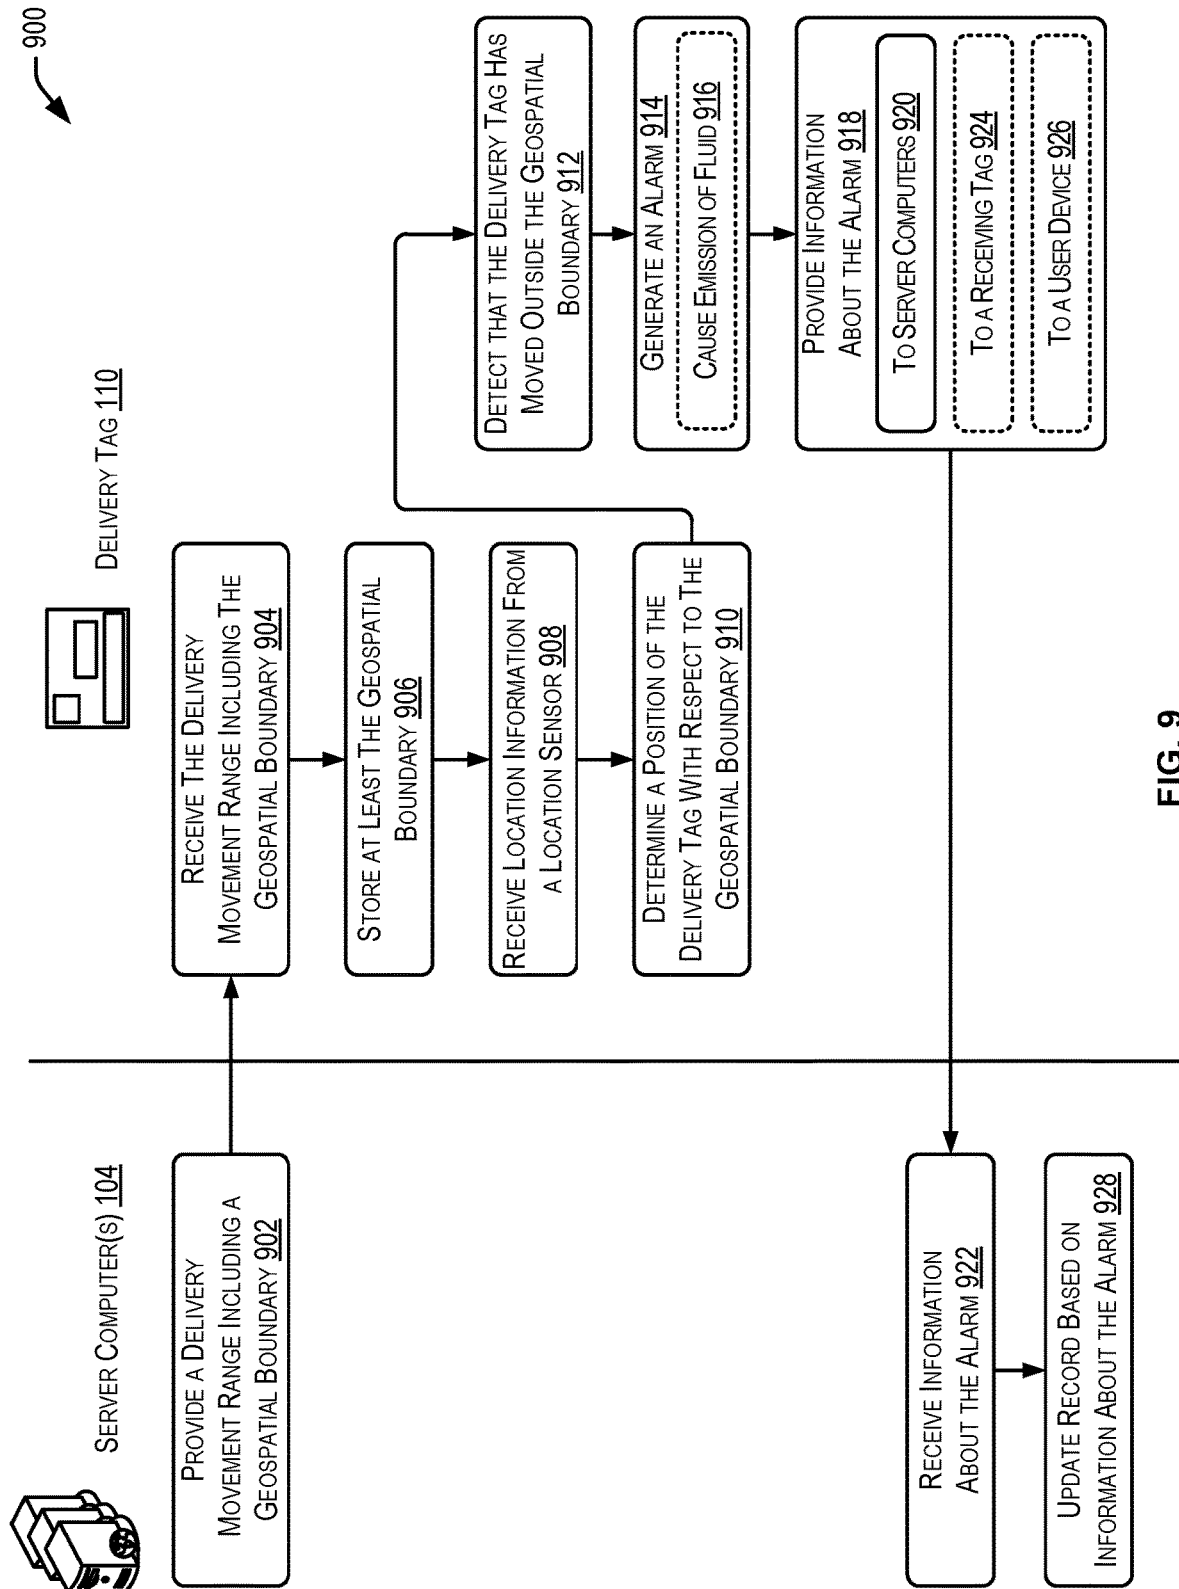 900
SERVER COMPUTER(S) 104
DELIVERY TAG 110
PROVIDE A DELIVERY
MOVEMENT RANGE INCLUDING A
GEOSPATIAL BOUNDARY 902
RECEIVE THE DELIVERY
MOVEMENT RANGE INCLUDING THE
GEOSPATIAL BOUNDARY 904
STORE AT LEAST THE GEOSPATIAL
BOUNDARY 906
RECEIVE LOCATION INFORMATION FROM
A LOCATION SENSOR 908
DETERMINE A POSITION OF THE
DELIVERY TAG WITH RESPECT TO THE
GEOSPATIAL BOUNDARY 910
DETECT THAT THE DELIVERY TAG HAS
MOVED OUTSIDE THE GEOSPATIAL
BOUNDARY 912
GENERATE AN ALARM 914
CAUSE EMISSION OF FLUID 916
PROVIDE INFORMATION
ABOUT THE ALARM 918
TO SERVER COMPUTERS 920
TO A RECEIVING TAG 924
TO A USER DEVICE 926
RECEIVE INFORMATION
ABOUT THE ALARM 922
UPDATE RECORD BASED ON
INFORMATION ABOUT THE ALARM 928
FIG. 9